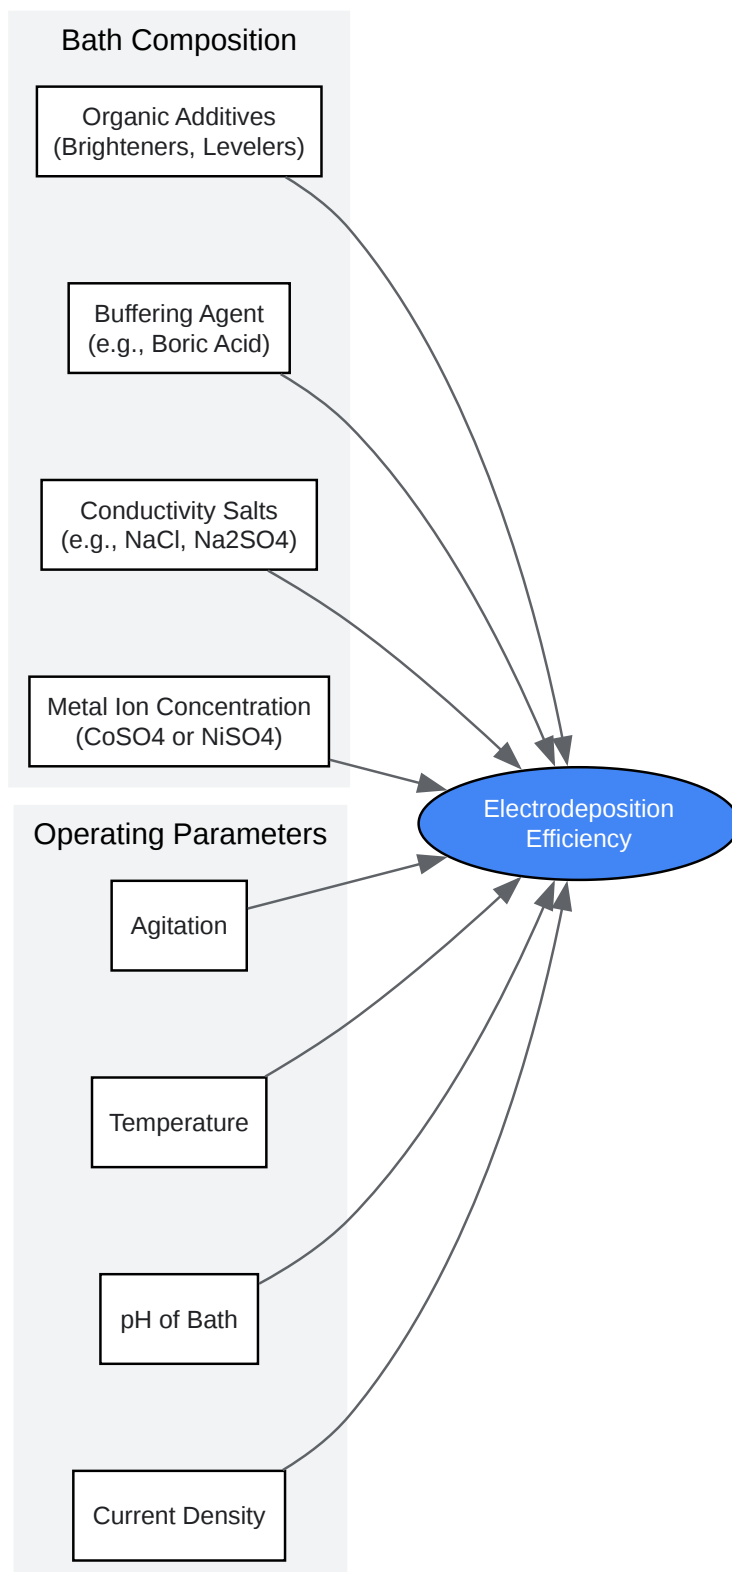 Bath Composition
Organic Additives
(Brighteners, Levelers)
Buffering Agent
(e.g., Boric Acid)
Conductivity Salts
(e.g., NaCl, Na2SO4)
Metal Ion Concentration
(CoSO4 or NiSO4)
Electrodeposition
Efficiency
Operating Parameters
Agitation
Temperature
pH of Bath
Current Density